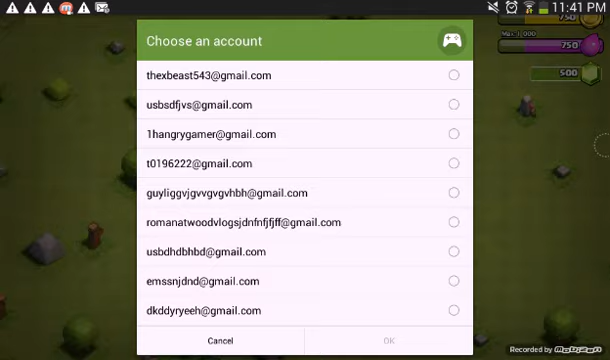 11:41 PM
750
Choose an account
750
thexbeast543@gmail.com
500
usbsdfjvs@gmail.com
1hangrygamer@gmail.com
t0196222@gmail.com
guyliggvjgvvgvgvhbh@gmail.com
romanatwoodvlogsjdnfnfjfjff@gmail.com
usbdhdbhbd@gmail.com
emssnjdnd@gmail.com
dkddyryeeh@gmail.com
Cancel
OK
Recorded by Mobizen